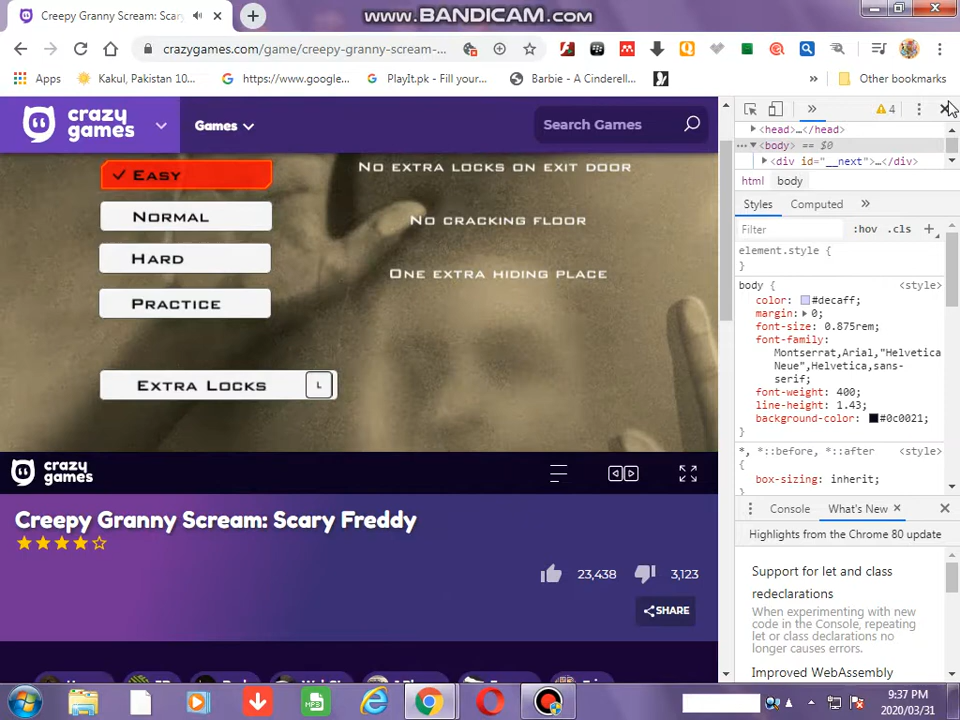 Creepy Granny Scream: Scary
www.BANDICAM.com
crazygames.com/game/creepy-granny-scream-...
Apps
Kakul, Pakistan 10...
https://www.google...
PlayIt.pk - Fill your...
Barbie - A Cinderell...
»
Other bookmarks
crazy
games
Games
Search Games
EASY
NORMAL
HARD
PRACTICE
EXTRA LOCKS
L
NO EXTRA LOCKS ON EXIT DOOR
NO CRACKING FLOOR
ONE EXTRA HIDING PLACE
crazy
games
Creepy Granny Scream: Scary Freddy
23,438
3,123
SHARE
»
4
<head>…</head>
<body> == $0
<div id="__next">…</div>
html body
Styles Computed »
Filter
:hov .cls +
element.style {
}
body { <style>
color: #decaff;
margin: 0;
font-size: 0.875rem;
font-family:
Montserrat,Arial,"Helvetica
Neue",Helvetica,sans-
serif;
font-weight: 400;
line-height: 1.43;
background-color: #0c0021;
}
*, *::before, *::after <style>
{
box-sizing: inherit;
Console What's New
Highlights from the Chrome 80 update
Support for let and class
redeclarations
When experimenting with new
code in the Console, repeating
let or class declarations no
longer causes errors.
Improved WebAssembly
9:37 PM
2020/03/31